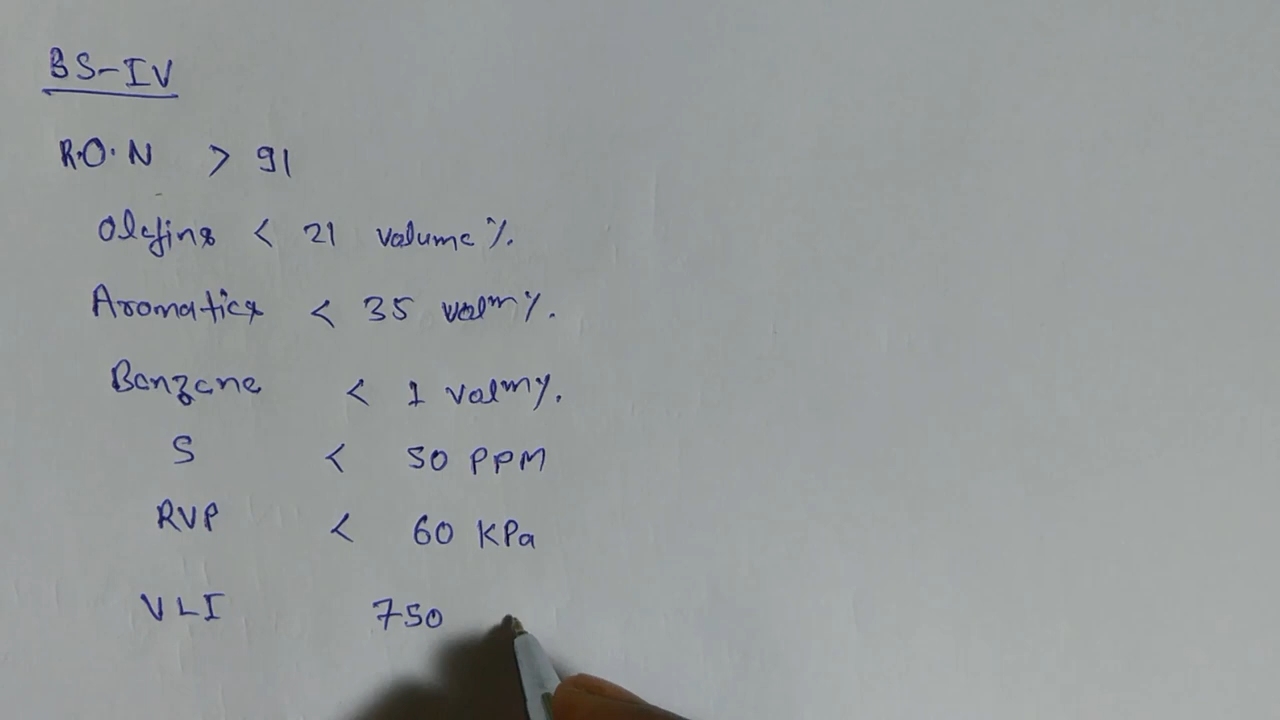 BS-IV
R.O.N > 91
Olefins < 21 volume %.
Aromatics < 35 volm %.
Benzene < 1 volm %.
S < 50 PPM
RVP < 60 KPa
VLI 750